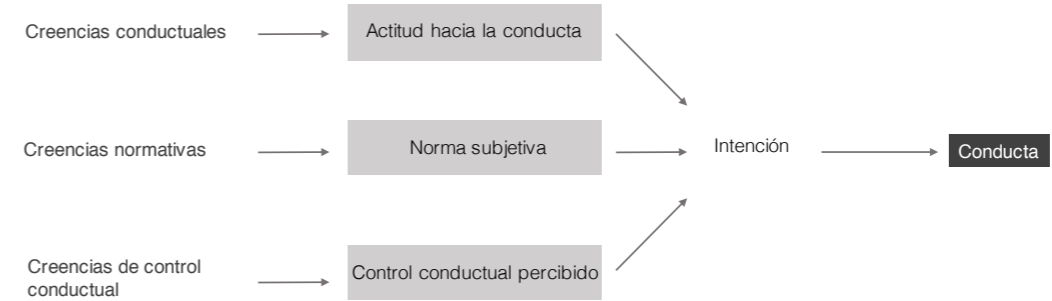 Creencias conductuales
Actitud hacia la conducta
Creencias normativas
Norma subjetiva
Intención
Conducta
Creencias de control
conductual
Control conductual percibido